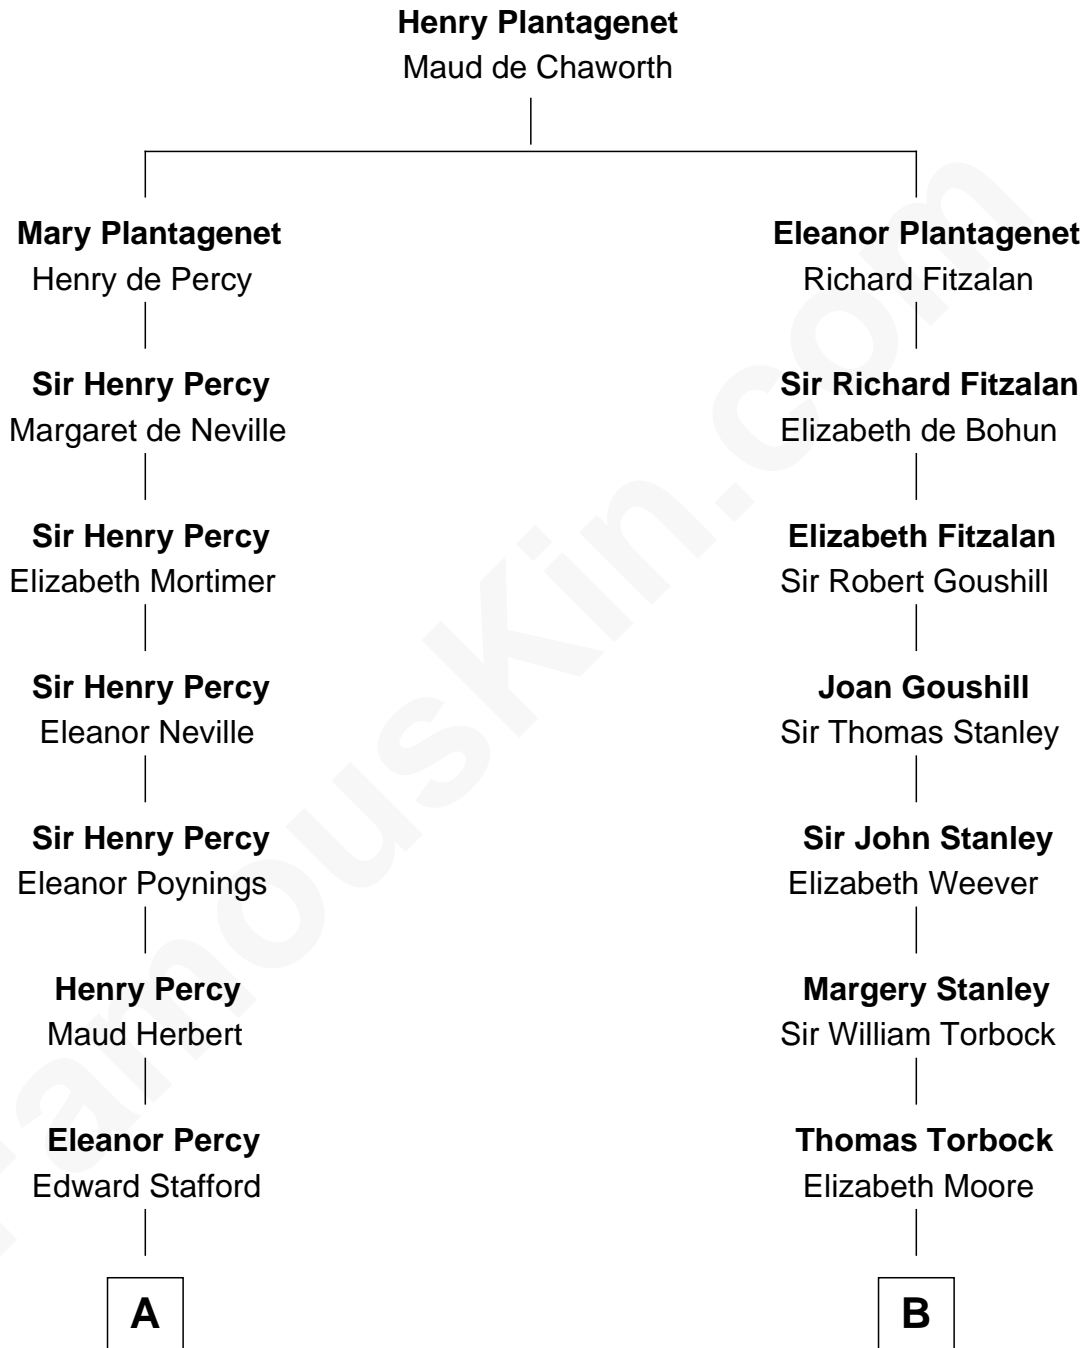 Henry Plantagenet
Maud de Chaworth
Mary Plantagenet
Henry de Percy
Sir Henry Percy
Margaret de Neville
Sir Henry Percy
Elizabeth Mortimer
Sir Henry Percy
Eleanor Neville
Sir Henry Percy
Eleanor Poynings
Henry Percy
Maud Herbert
Eleanor Percy
Edward Stafford
A
Eleanor Plantagenet
Richard Fitzalan
Sir Richard Fitzalan
Elizabeth de Bohun
Elizabeth Fitzalan
Sir Robert Goushill
Joan Goushill
Sir Thomas Stanley
Sir John Stanley
Elizabeth Weever
Margery Stanley
Sir William Torbock
Thomas Torbock
Elizabeth Moore
B
FamousKin.com